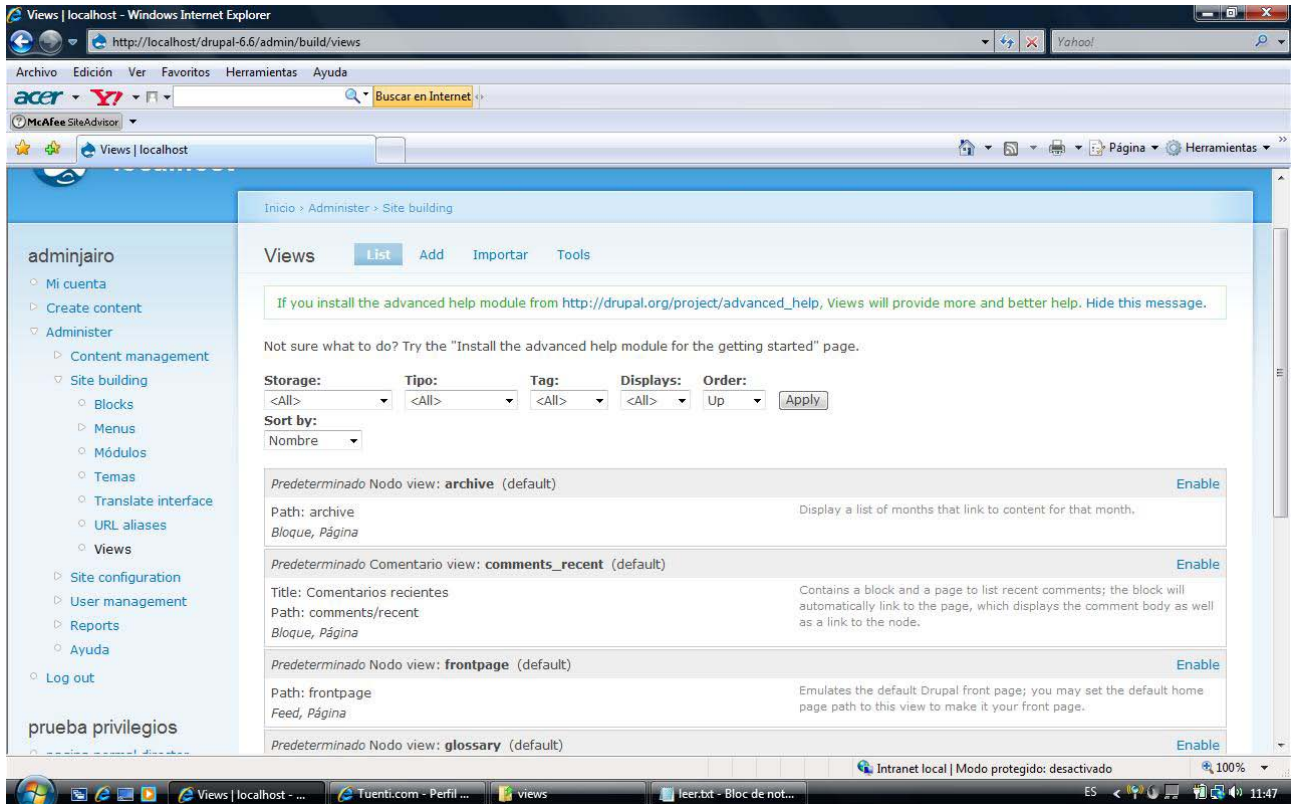 Views | localhost - Windows Internet Explorer
http://localhost/drupal-6.6/admin/build/views
Yahoo!
Archivo Edición Ver Favoritos Herramientas Ayuda
acer Y! Buscar en Internet
McAfee SiteAdvisor
Views | localhost
Página Herramientas
Inicio › Administer › Site building
adminjairo
Mi cuenta
Create content
Administer
Content management
Site building
Blocks
Menus
Módulos
Temas
Translate interface
URL aliases
Views
Site configuration
User management
Reports
Ayuda
Log out
prueba privilegios
Views List Add Importar Tools
If you install the advanced help module from http://drupal.org/project/advanced_help, Views will provide more and better help. Hide this message.
Not sure what to do? Try the "Install the advanced help module for the getting started" page.
Storage: Tipo: Tag: Displays: Order:
<All> <All> <All> <All> Up Apply
Sort by:
Nombre
Predeterminado Nodo view: archive (default) Enable
Path: archive
Bloque, Página
Display a list of months that link to content for that month.
Predeterminado Comentario view: comments_recent (default) Enable
Title: Comentarios recientes
Path: comments/recent
Bloque, Página
Contains a block and a page to list recent comments; the block will
automatically link to the page, which displays the comment body as well
as a link to the node.
Predeterminado Nodo view: frontpage (default) Enable
Path: frontpage
Feed, Página
Emulates the default Drupal front page; you may set the default home
page path to this view to make it your front page.
Predeterminado Nodo view: glossary (default) Enable
Intranet local | Modo protegido: desactivado 100%
Views | localhost - ... Tuenti.com - Perfil ... views leer.txt - Bloc de not... ES 11:47